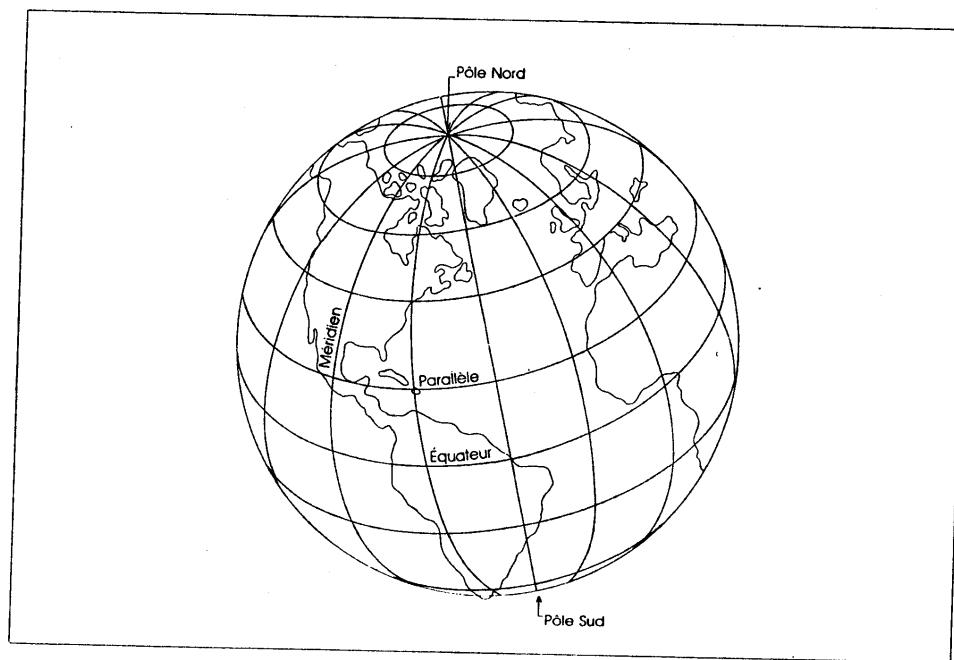 Pôle Nord
Méridien
Parallèle
Équateur
Pôle Sud